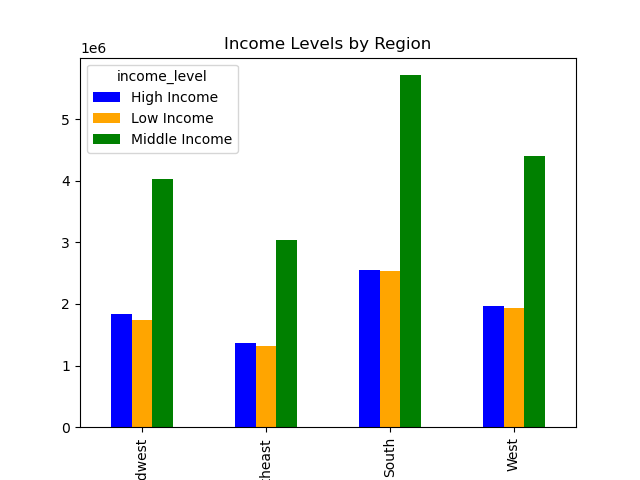 Income Levels by Region
1e6
income_level
High Income
Low Income
Middle Income
5
4
3
2
1
0
dwest
theast
South
West